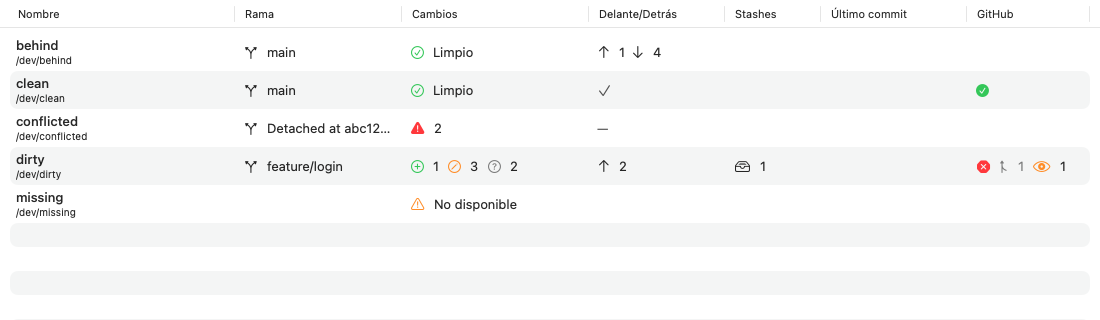 Nombre Rama Cambios Delante/Detrás Stashes Último commit GitHub
behind
/dev/behind
main Limpio 1 4
clean
/dev/clean
main Limpio
conflicted
/dev/conflicted
Detached at abc12... 2 —
dirty
/dev/dirty
feature/login 1 3 2 2 1 1 1
missing
/dev/missing
No disponible